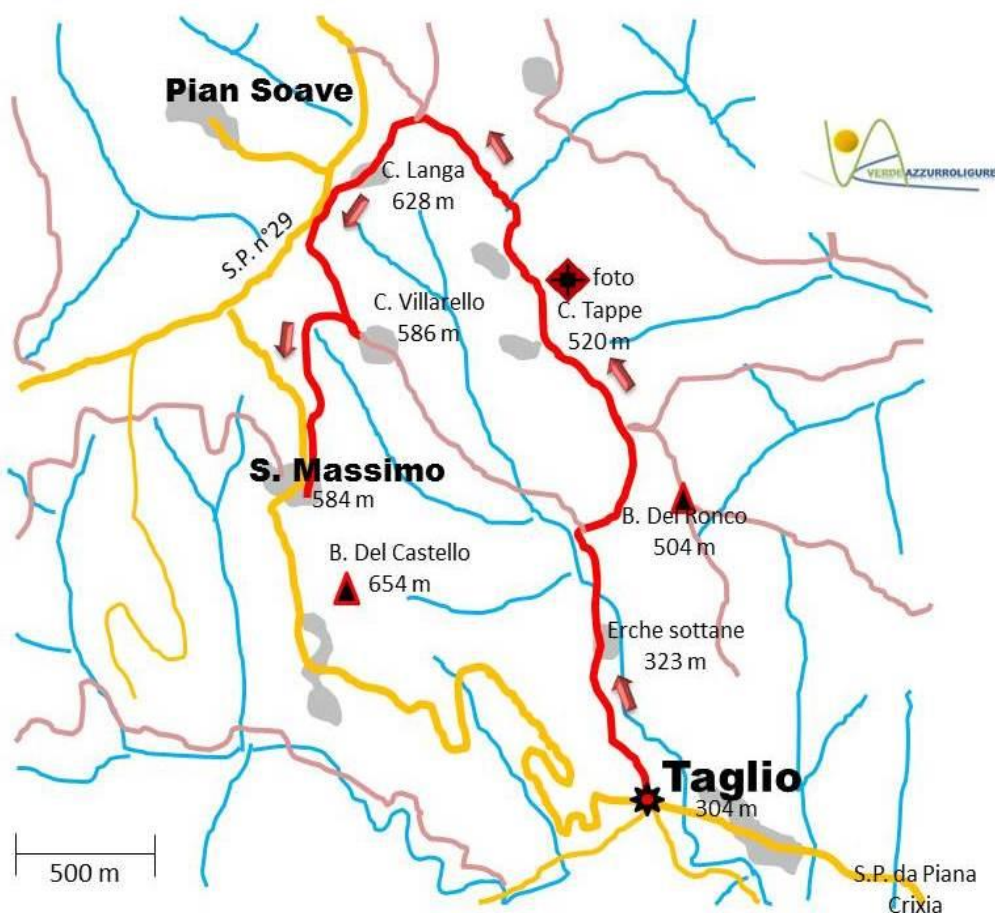 Pian Soave
VERDEAZZURROLIGURE
C. Langa
628 m
S.P. n°29
foto
C. Villarello
586 m
C. Tappe
520 m
S. Massimo
584 m
B. Del Ronco
504 m
B. Del Castello
654 m
Erche sottane
323 m
Taglio
304 m
500 m
S.P. da Piana
Crixia